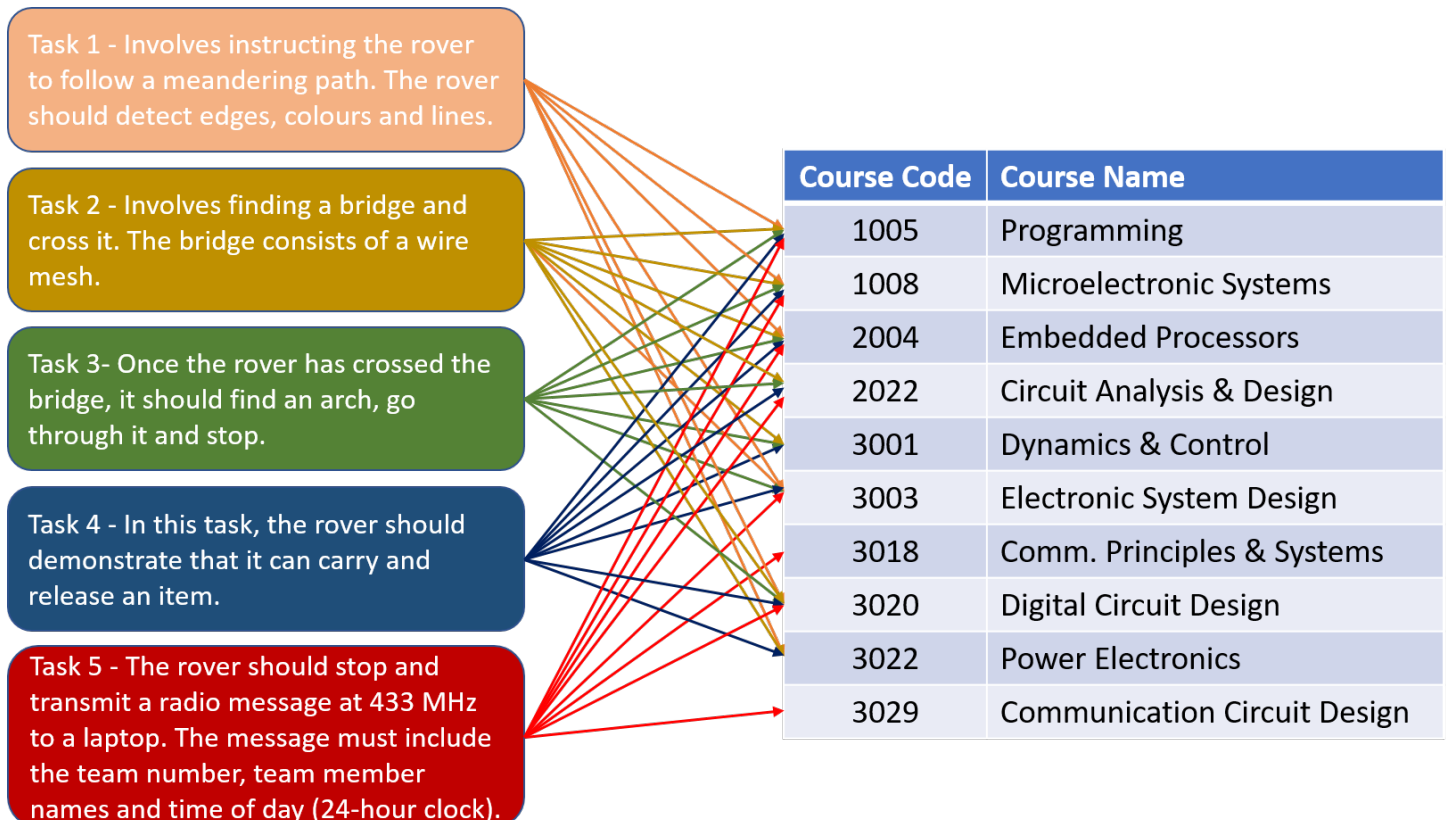 Task 1 - Involves instructing the rover
to follow a meandering path. The rover
should detect edges, colours and lines.
Task 2 - Involves finding a bridge and
cross it. The bridge consists of a wire
mesh.
Task 3- Once the rover has crossed the
bridge, it should find an arch, go
through it and stop.
Task 4 - In this task, the rover should
demonstrate that it can carry and
release an item.
Task 5 - The rover should stop and
transmit a radio message at 433 MHz
to a laptop. The message must include
the team number, team member
names and time of day (24-hour clock).
Course Code Course Name
1005 Programming
1008 Microelectronic Systems
2004 Embedded Processors
2022 Circuit Analysis & Design
3001 Dynamics & Control
3003 Electronic System Design
3018 Comm. Principles & Systems
3020 Digital Circuit Design
3022 Power Electronics
3029 Communication Circuit Design